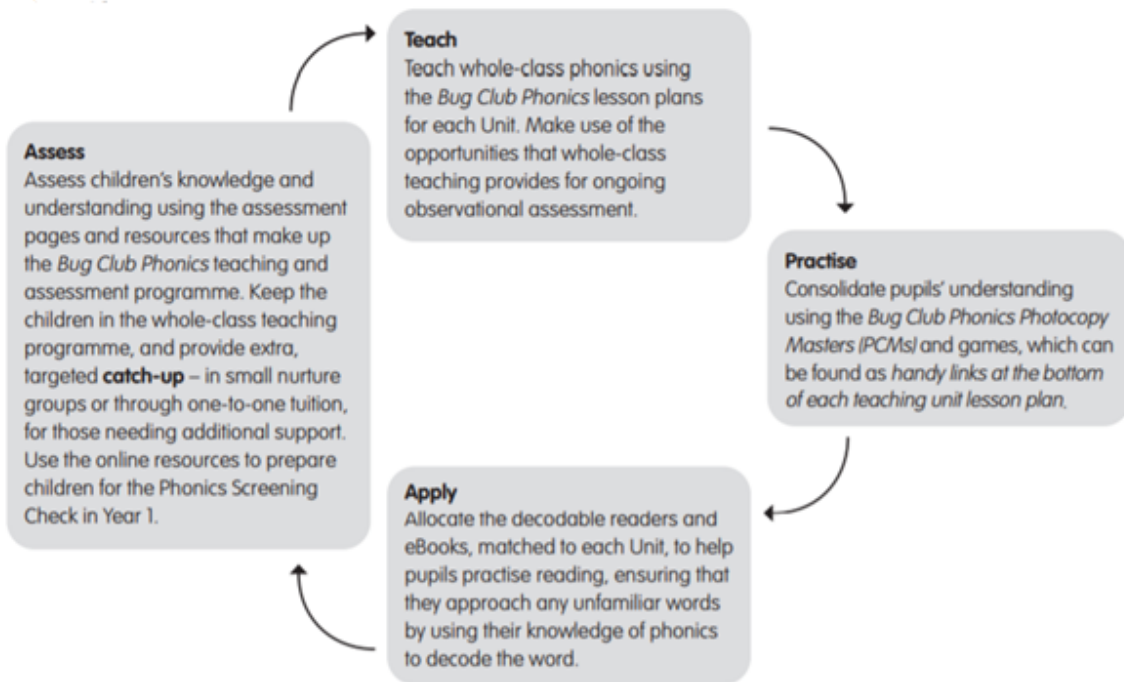 Teach
Teach whole-class phonics using
the Bug Club Phonics lesson plans
for each Unit. Make use of the
opportunities that whole-class
teaching provides for ongoing
observational assessment.
Practise
Consolidate pupils’ understanding
using the Bug Club Phonics Photocopy
Masters (PCMs) and games, which can
be found as handy links at the bottom
of each teaching unit lesson plan.
Apply
Allocate the decodable readers and
eBooks, matched to each Unit, to help
pupils practise reading, ensuring that
they approach any unfamiliar words
by using their knowledge of phonics
to decode the word.
Assess
Assess children’s knowledge and
understanding using the assessment
pages and resources that make up
the Bug Club Phonics teaching and
assessment programme. Keep the
children in the whole-class teaching
programme, and provide extra,
targeted catch-up – in small nurture
groups or through one-to-one tuition,
for those needing additional support.
Use the online resources to prepare
children for the Phonics Screening
Check in Year 1.